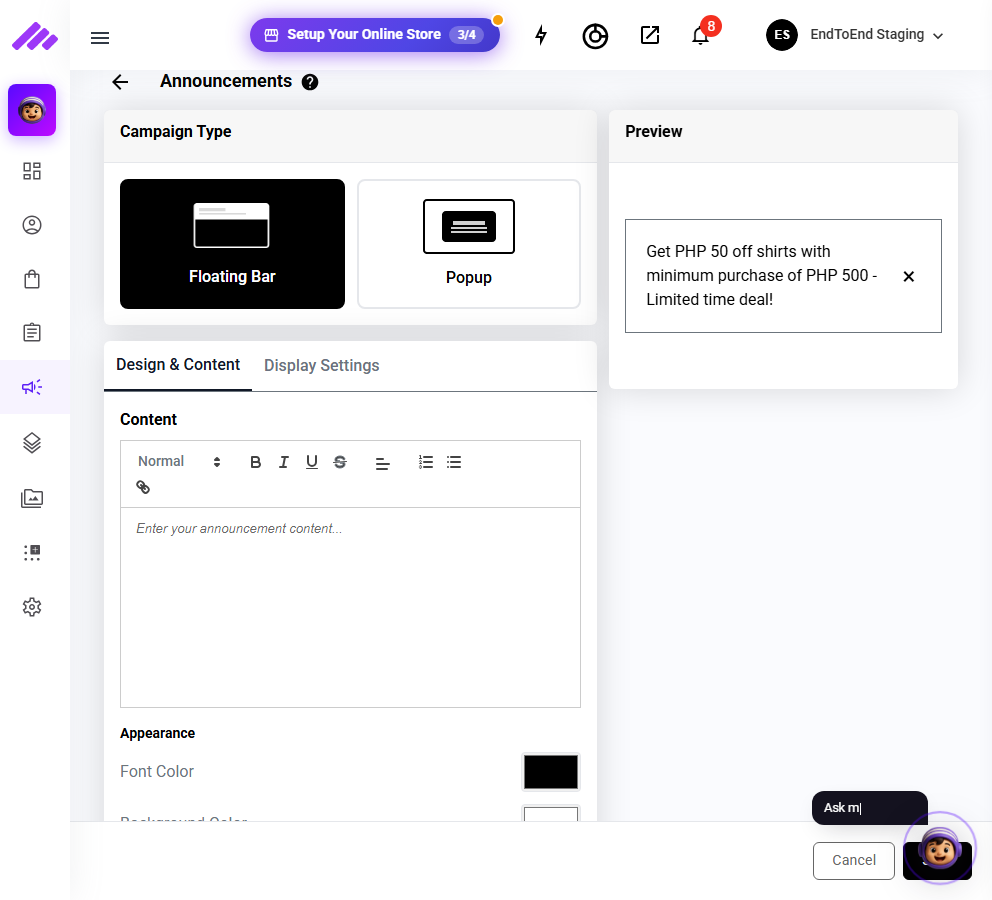 Setup Your Online Store 3/4
8
ES EndToEnd Staging
Announcements ?
Campaign Type
Floating Bar
Popup
Preview
Get PHP 50 off shirts with
minimum purchase of PHP 500 -
Limited time deal!
Design & Content Display Settings
Content
Normal B I U S
Enter your announcement content...
Appearance
Font Color
Background Color
Ask m
Cancel